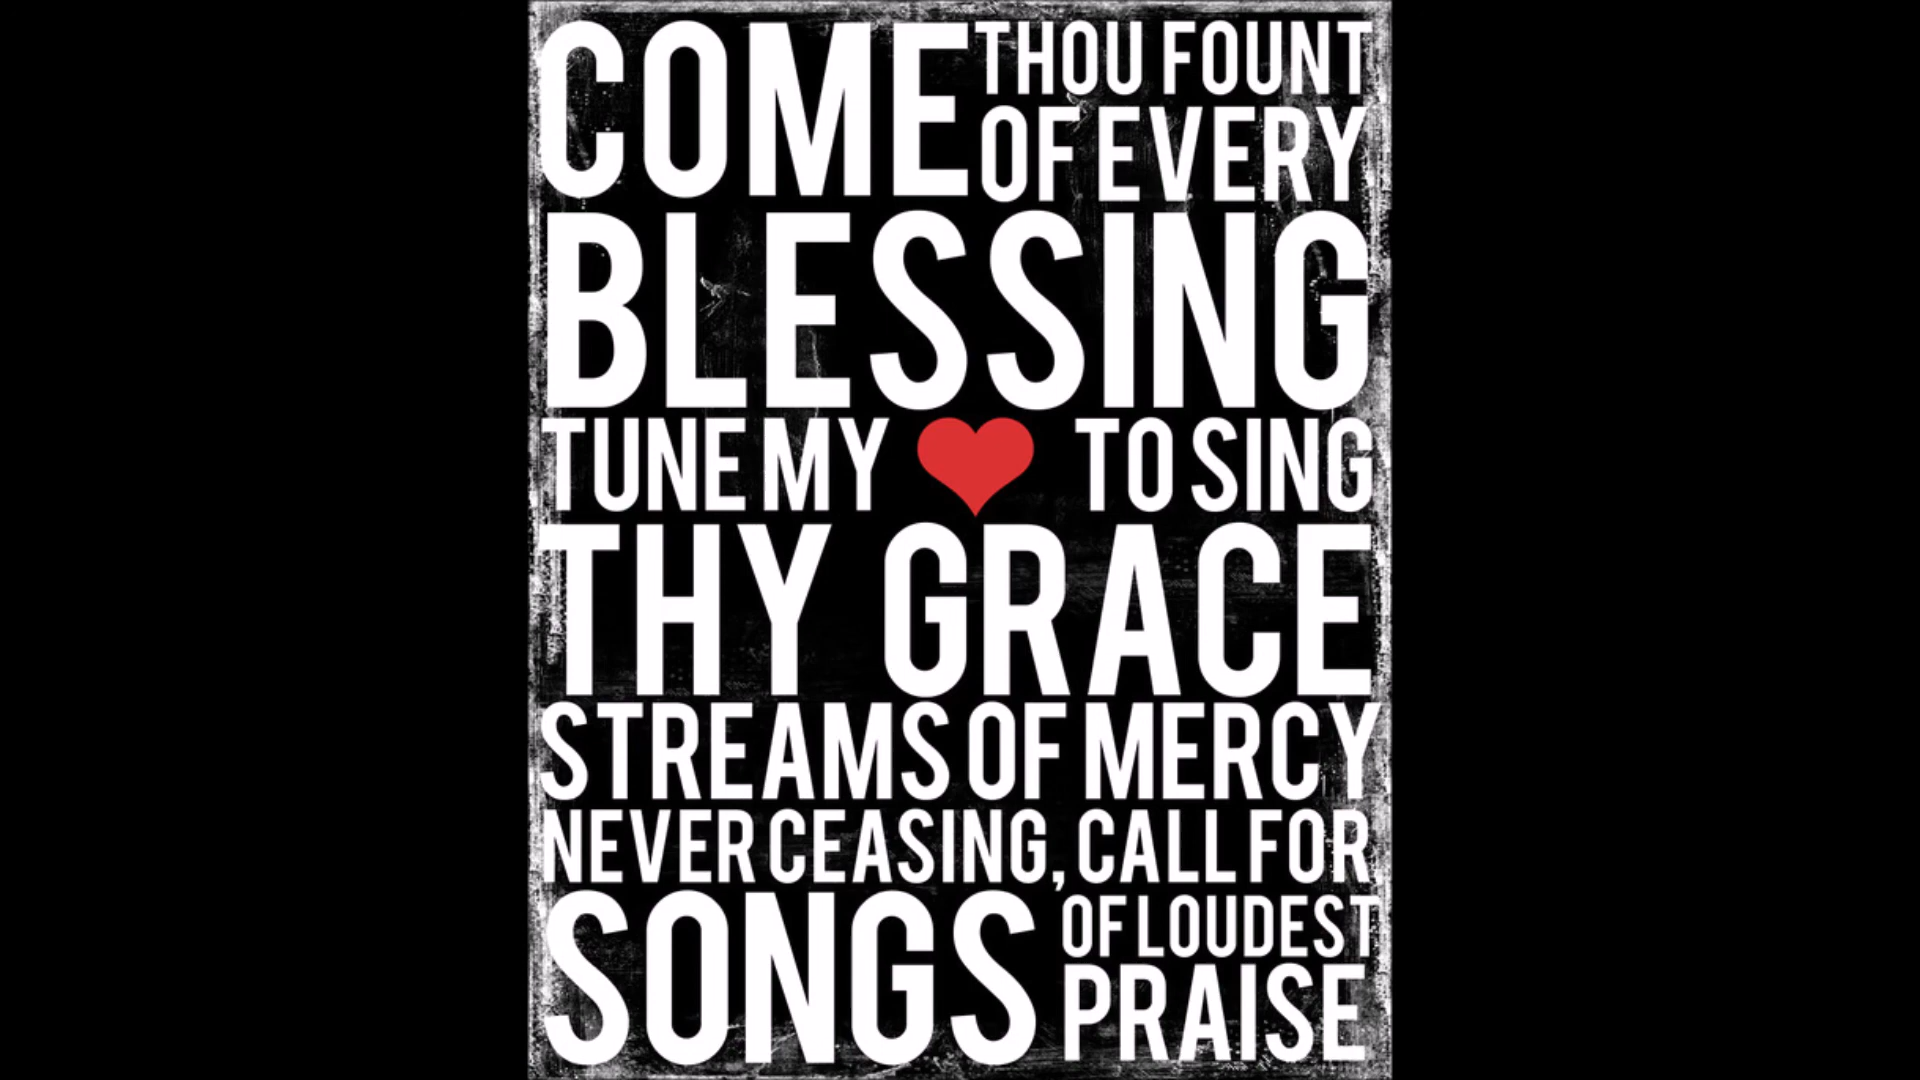 COME THOU FOUNT
OF EVERY
BLESSING
TUNE MY ❤ TO SING
THY GRACE
STREAMS OF MERCY
NEVER CEASING, CALL FOR
SONGS OF LOUDEST
PRAISE